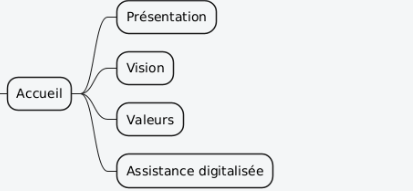 Présentation
Vision
Accueil
Valeurs
Assistance digitalisée